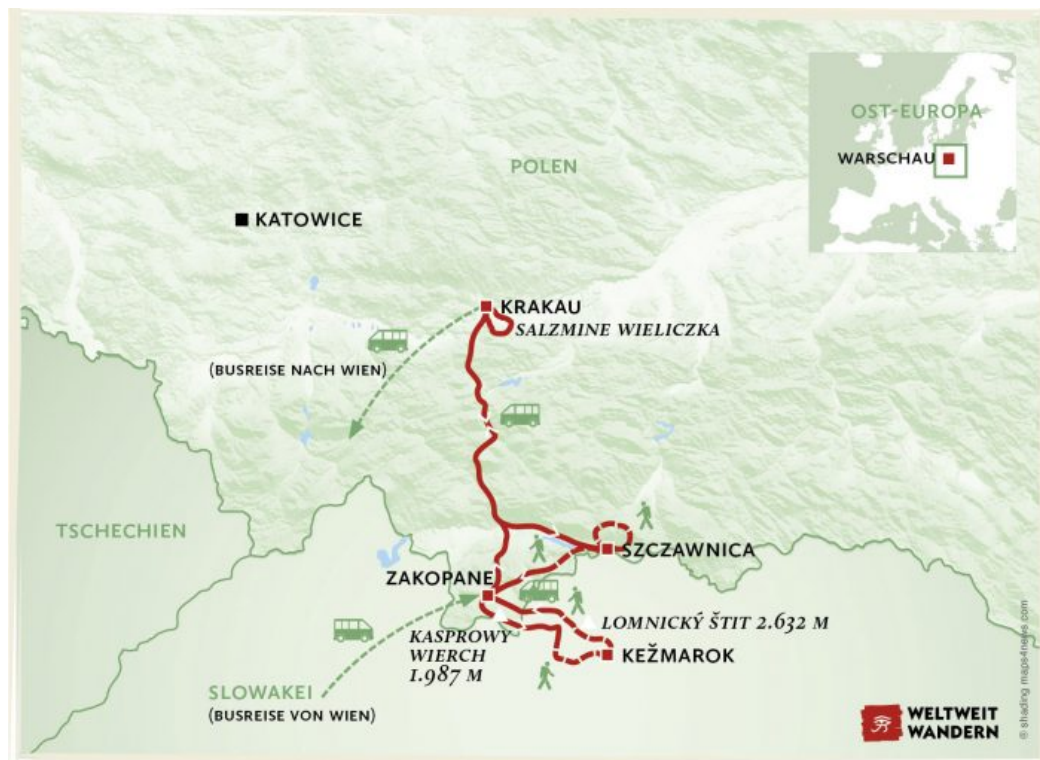 OST-EUROPA
WARSCHAU
POLEN
KATOWICE
KRAKAU
SALZMINE WIELICZKA
(BUSREISE NACH WIEN)
TSCHECHIEN
SZCZAWNICA
ZAKOPANE
KASPROWY
WIERCH
1.987 M
LOMNICKÝ ŠTIT 2.632 M
KEŽMAROK
SLOWAKEI
(BUSREISE VON WIEN)
WELTWEIT
WANDERN
© shading maps4news.com